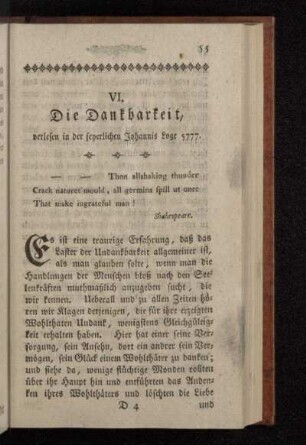 55
VI.
Die Dankbarkeit,
verlesen in der feyerlichen Johannis Loge 5777.
— — Thou allshaking thunder
Crack natures mould, all germins spill at once
That make ingrateful man!
Shakespeare.
Es ist eine traurige Erfahrung, daß das
Laster der Undankbarkeit allgemeiner ist,
als man glauben solte, wenn man die
Handlungen der Menschen bloß nach den See-
lenkräften muthmaßlich anzugeben sucht, die
wir kennen. Ueberall und zu allen Zeiten hö-
ren wir Klagen derjenigen, die für ihre erzeigten
Wohlthaten Undank, wenigstens Gleichgültig-
keit erhalten haben. Hier hat einer seine Ver-
sorgung, sein Ansehn, dort ein andrer sein Ver-
mögen, sein Glück einem Wohlthäter zu danken;
und siehe da, wenige flüchtige Monden rollten
über ihr Haupt hin und entführten das Anden-
ken ihres Wohlthäters und löschten die Liebe
D 4 und